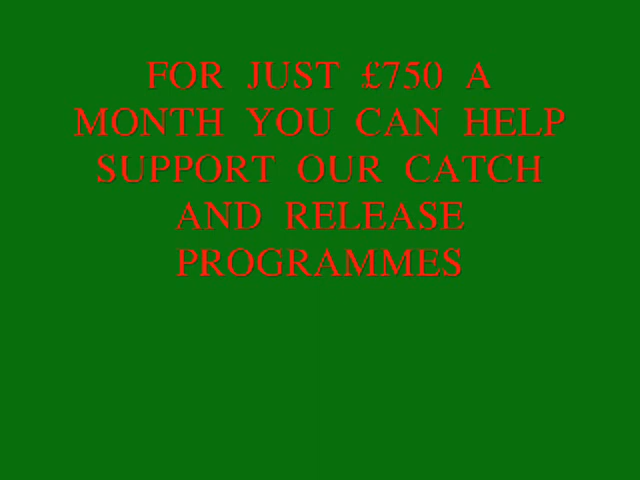 FOR JUST £750 A
MONTH YOU CAN HELP
SUPPORT OUR CATCH
AND RELEASE
PROGRAMMES